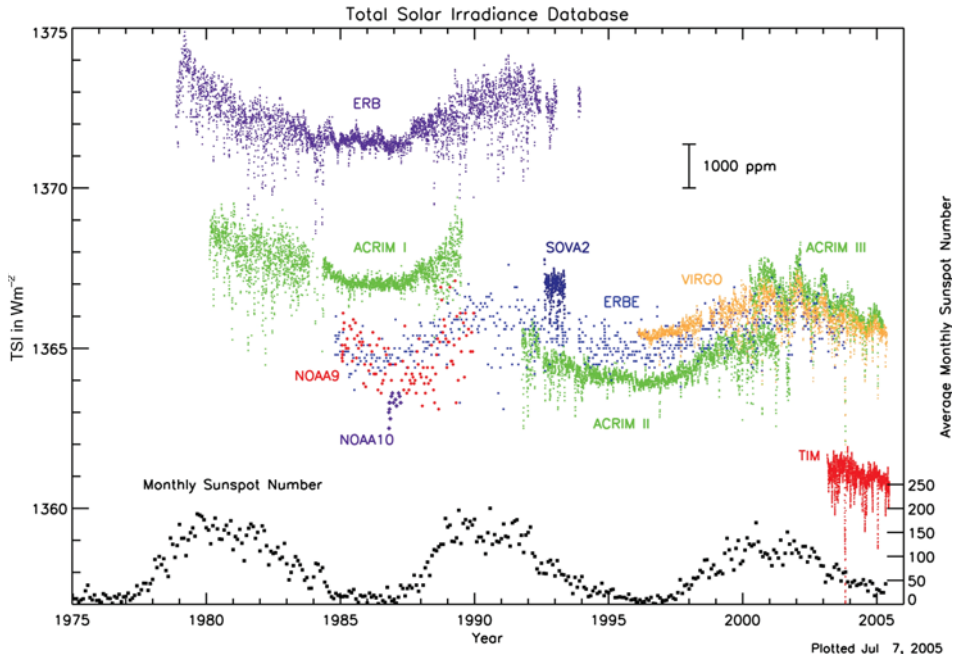 Total Solar Irradiance Database
1375
1370
1365
1360
TSI in Wm⁻²
ERB
1000 ppm
ACRIM I
SOVA2
ACRIM III
VIRGO
ERBE
NOAA9
ACRIM II
NOAA10
TIM
Monthly Sunspot Number
Average Monthly Sunspot Number
250
200
150
100
50
0
1975 1980 1985 1990 1995 2000 2005
Year
Plotted Jul 7, 2005